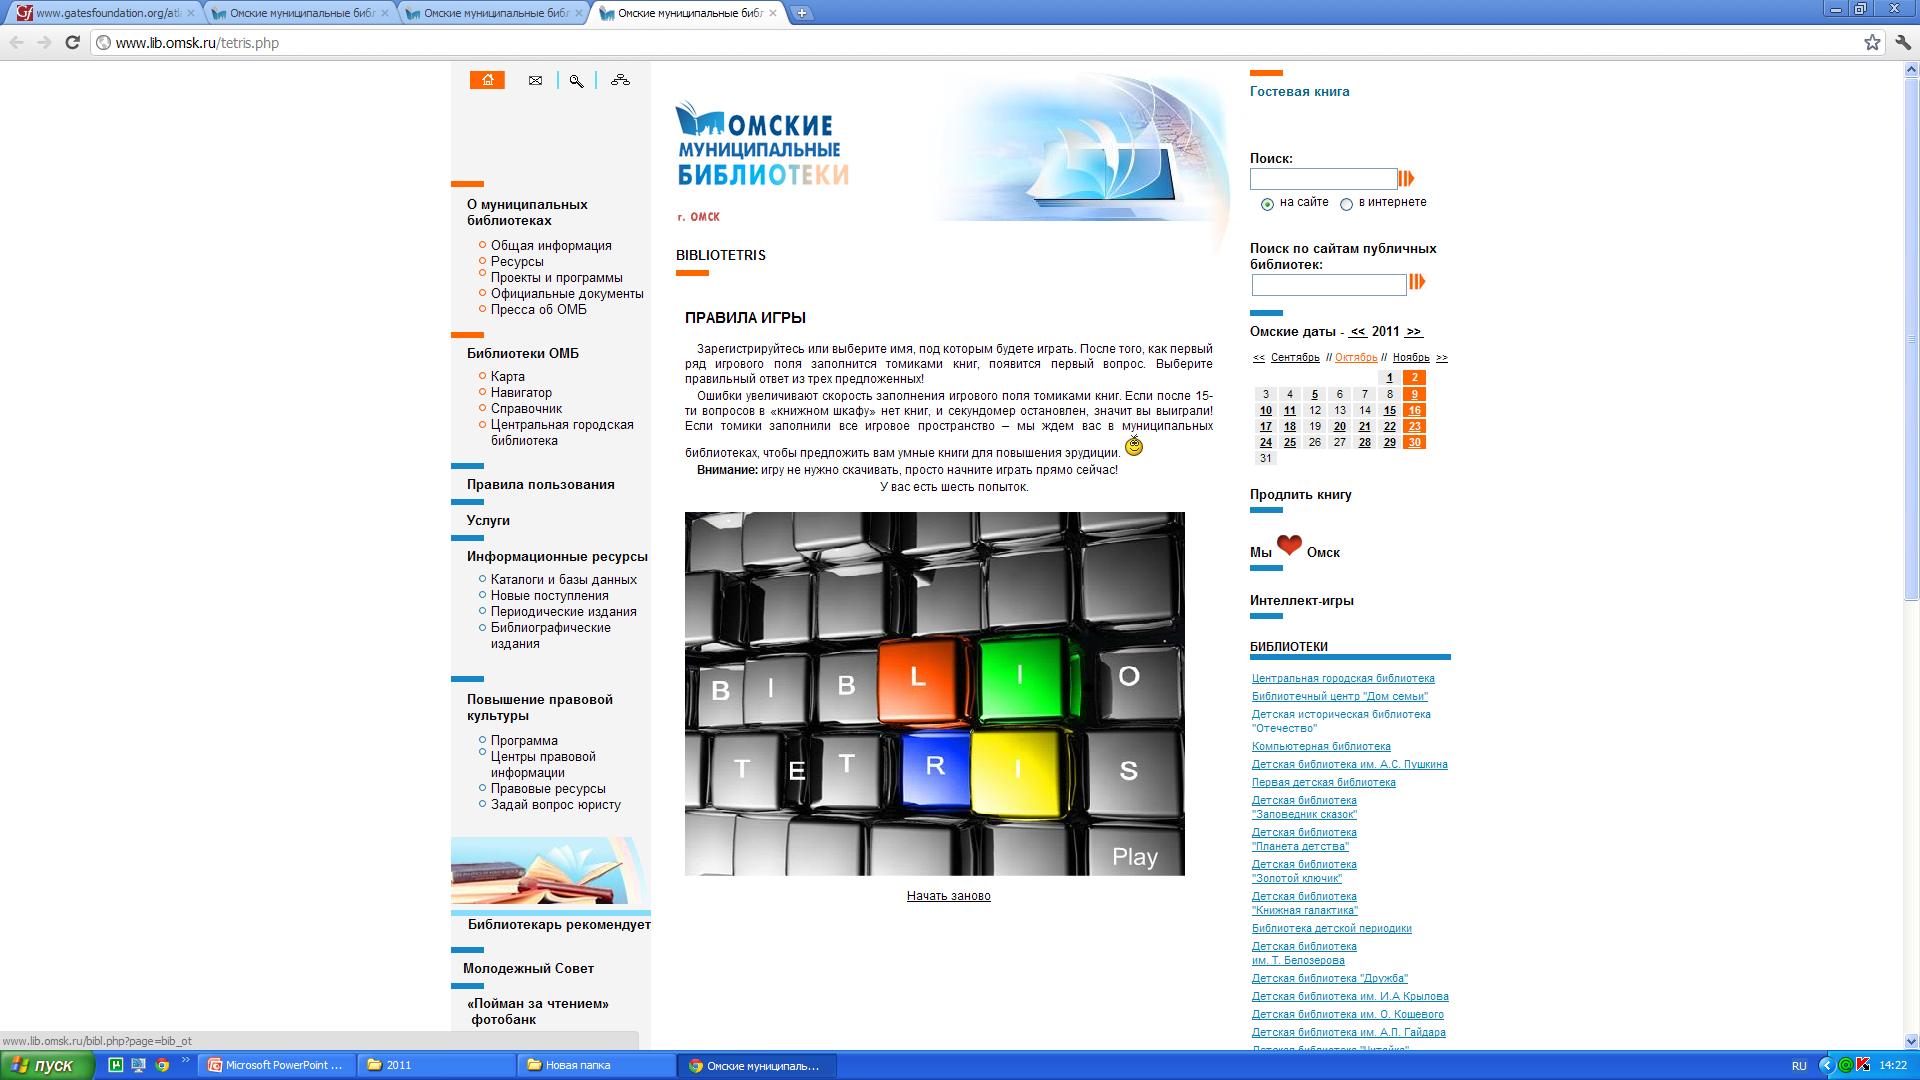 www.gatesfoundation.org/atl
Омские муниципальные библ
Омские муниципальные библ
Омские муниципальные библ
www.lib.omsk.ru/tetris.php
О муниципальных
библиотеках
Общая информация
Ресурсы
Проекты и программы
Официальные документы
Пресса об ОМБ
Библиотеки ОМБ
Карта
Навигатор
Справочник
Центральная городская
библиотека
Правила пользования
Услуги
Информационные ресурсы
Каталоги и базы данных
Новые поступления
Периодические издания
Библиографические
издания
Повышение правовой
культуры
Программа
Центры правовой
информации
Правовые ресурсы
Задай вопрос юристу
Библиотекарь рекомендует
Молодежный Совет
«Пойман за чтением»
фотобанк
ОМСКИЕ
МУНИЦИПАЛЬНЫЕ
БИБЛИОТЕКИ
г. ОМСК
BIBLIOTETRIS
ПРАВИЛА ИГРЫ
Зарегистрируйтесь или выберите имя, под которым будете играть. После того, как первый
ряд игрового поля заполнится томиками книг, появится первый вопрос. Выберите
правильный ответ из трех предложенных!
Ошибки увеличивают скорость заполнения игрового поля томиками книг. Если после 15-
ти вопросов в «книжном шкафу» нет книг, и секундомер остановлен, значит вы выиграли!
Если томики заполнили все игровое пространство – мы ждем вас в муниципальных
библиотеках, чтобы предложить вам умные книги для повышения эрудиции.
Внимание: игру не нужно скачивать, просто начните играть прямо сейчас!
У вас есть шесть попыток.
B I B L I O
T E T R I S
Play
Начать заново
Гостевая книга
Поиск:
на сайте в интернете
Поиск по сайтам публичных
библиотек:
Омские даты - << 2011 >>
<< Сентябрь // Октябрь // Ноябрь >>
1 2
3 4 5 6 7 8 9
10 11 12 13 14 15 16
17 18 19 20 21 22 23
24 25 26 27 28 29 30
31
Продлить книгу
Мы Омск
Интеллект-игры
БИБЛИОТЕКИ
Центральная городская библиотека
Библиотечный центр "Дом семьи"
Детская историческая библиотека
"Отечество"
Компьютерная библиотека
Детская библиотека им. А.С. Пушкина
Первая детская библиотека
Детская библиотека
"Заповедник сказок"
Детская библиотека
"Планета детства"
Детская библиотека
"Золотой ключик"
Детская библиотека
"Книжная галактика"
Библиотека детской периодики
Детская библиотека
им. Т. Белозерова
Детская библиотека "Дружба"
Детская библиотека им. И.А Крылова
Детская библиотека им. О. Кошевого
Детская библиотека им. А.П. Гайдара
Детская библиотека "Читайка"
www.lib.omsk.ru/bibl.php?page=bib_ot
пуск
Microsoft PowerPoint ...
2011
Новая папка
Омские муниципаль...
RU
14:22